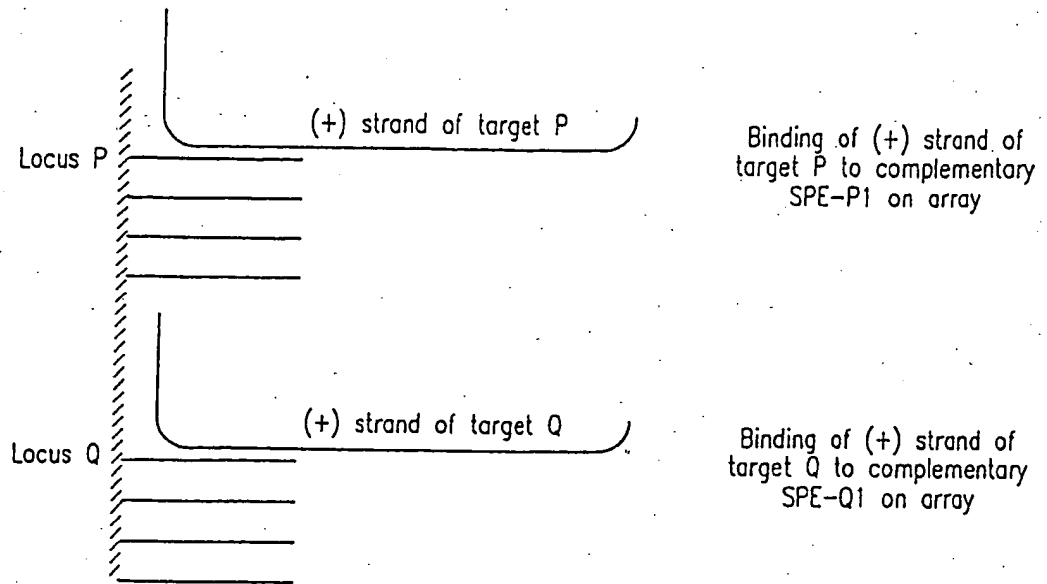 (+) strand of target P
Locus P
Binding of (+) strand of
target P to complementary
SPE-P1 on array
(+) strand of target Q
Locus Q
Binding of (+) strand of
target Q to complementary
SPE-Q1 on array